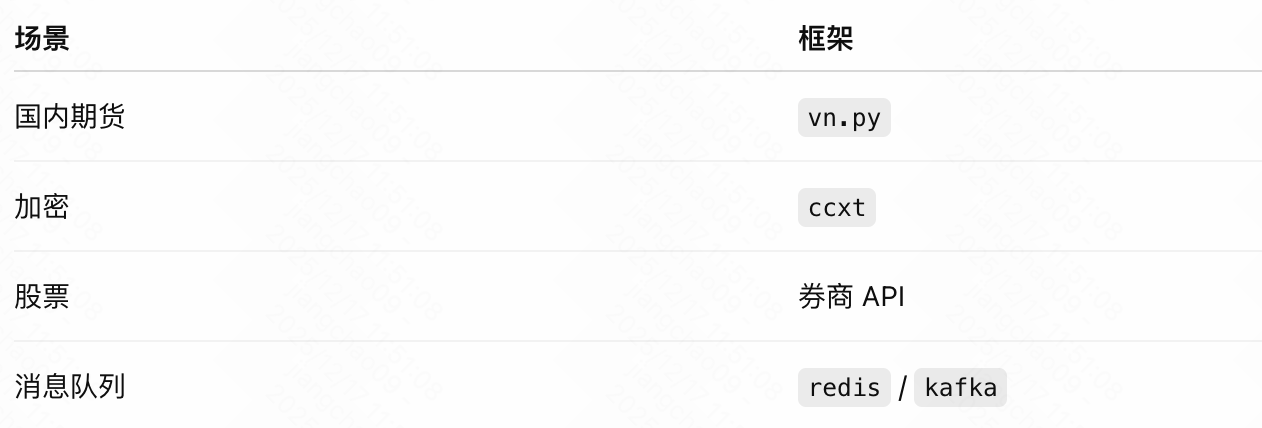 场景 框架
国内期货 vn.py
加密 ccxt
股票 券商 API
消息队列 redis / kafka